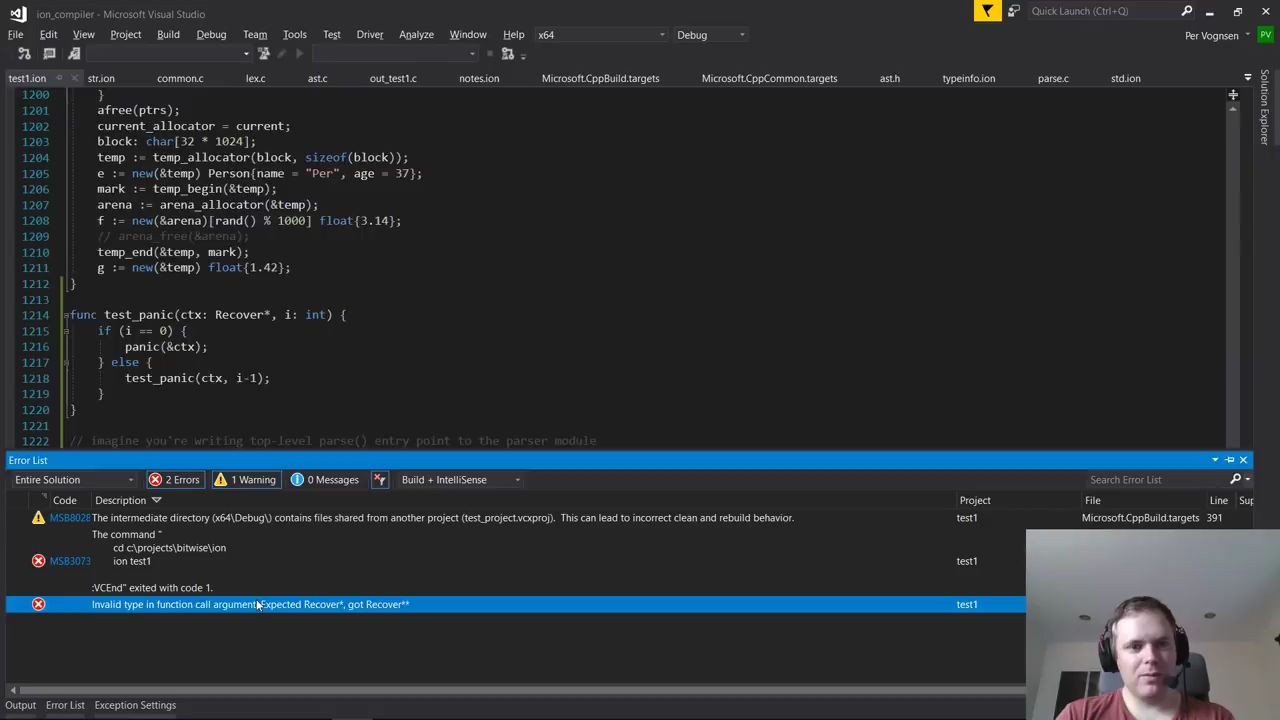 ion_compiler - Microsoft Visual Studio
Quick Launch (Ctrl+Q)
File Edit View Project Build Debug Team Tools Test Driver Analyze Window Help x64 Debug
Per Vognsen PV
test1.ion str.ion common.c lex.c ast.c out_test1.c notes.ion Microsoft.CppBuild.targets Microsoft.CppCommon.targets ast.h typeinfo.ion parse.c std.ion
Solution Explorer
1200 }
1201 afree(ptrs);
1202 current_allocator = current;
1203 block: char[32 * 1024];
1204 temp := temp_allocator(block, sizeof(block));
1205 e := new(&temp) Person{name = "Per", age = 37};
1206 mark := temp_begin(&temp);
1207 arena := arena_allocator(&temp);
1208 f := new(&arena)[rand() % 1000] float{3.14};
1209 // arena_free(&arena);
1210 temp_end(&temp, mark);
1211 g := new(&temp) float{1.42};
1212 }
1213
1214 func test_panic(ctx: Recover*, i: int) {
1215 if (i == 0) {
1216 panic(&ctx);
1217 } else {
1218 test_panic(ctx, i-1);
1219 }
1220 }
1221
1222 // imagine you're writing top-level parse() entry point to the parser module
Error List
Entire Solution 2 Errors 1 Warning 0 Messages Build + IntelliSense Search Error List
Code Description Project File Line Sup
MSB8028 The intermediate directory (x64\Debug\) contains files shared from another project (test_project.vcxproj). This can lead to incorrect clean and rebuild behavior. test1 Microsoft.CppBuild.targets 391
The command "
cd c:\projects\bitwise\ion
MSB3073 ion test1 test1
:VCEnd" exited with code 1.
Invalid type in function call argument. Expected Recover*, got Recover** test1
Output Error List Exception Settings